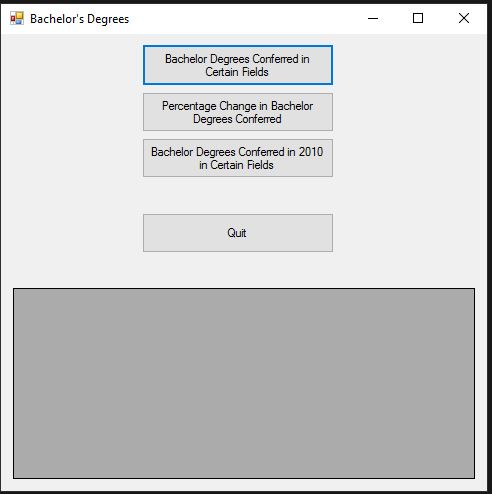 Bachelor's Degrees
Bachelor Degrees Conferred in
Certain Fields
Percentage Change in Bachelor
Degrees Conferred
Bachelor Degrees Conferred in 2010
in Certain Fields
Quit